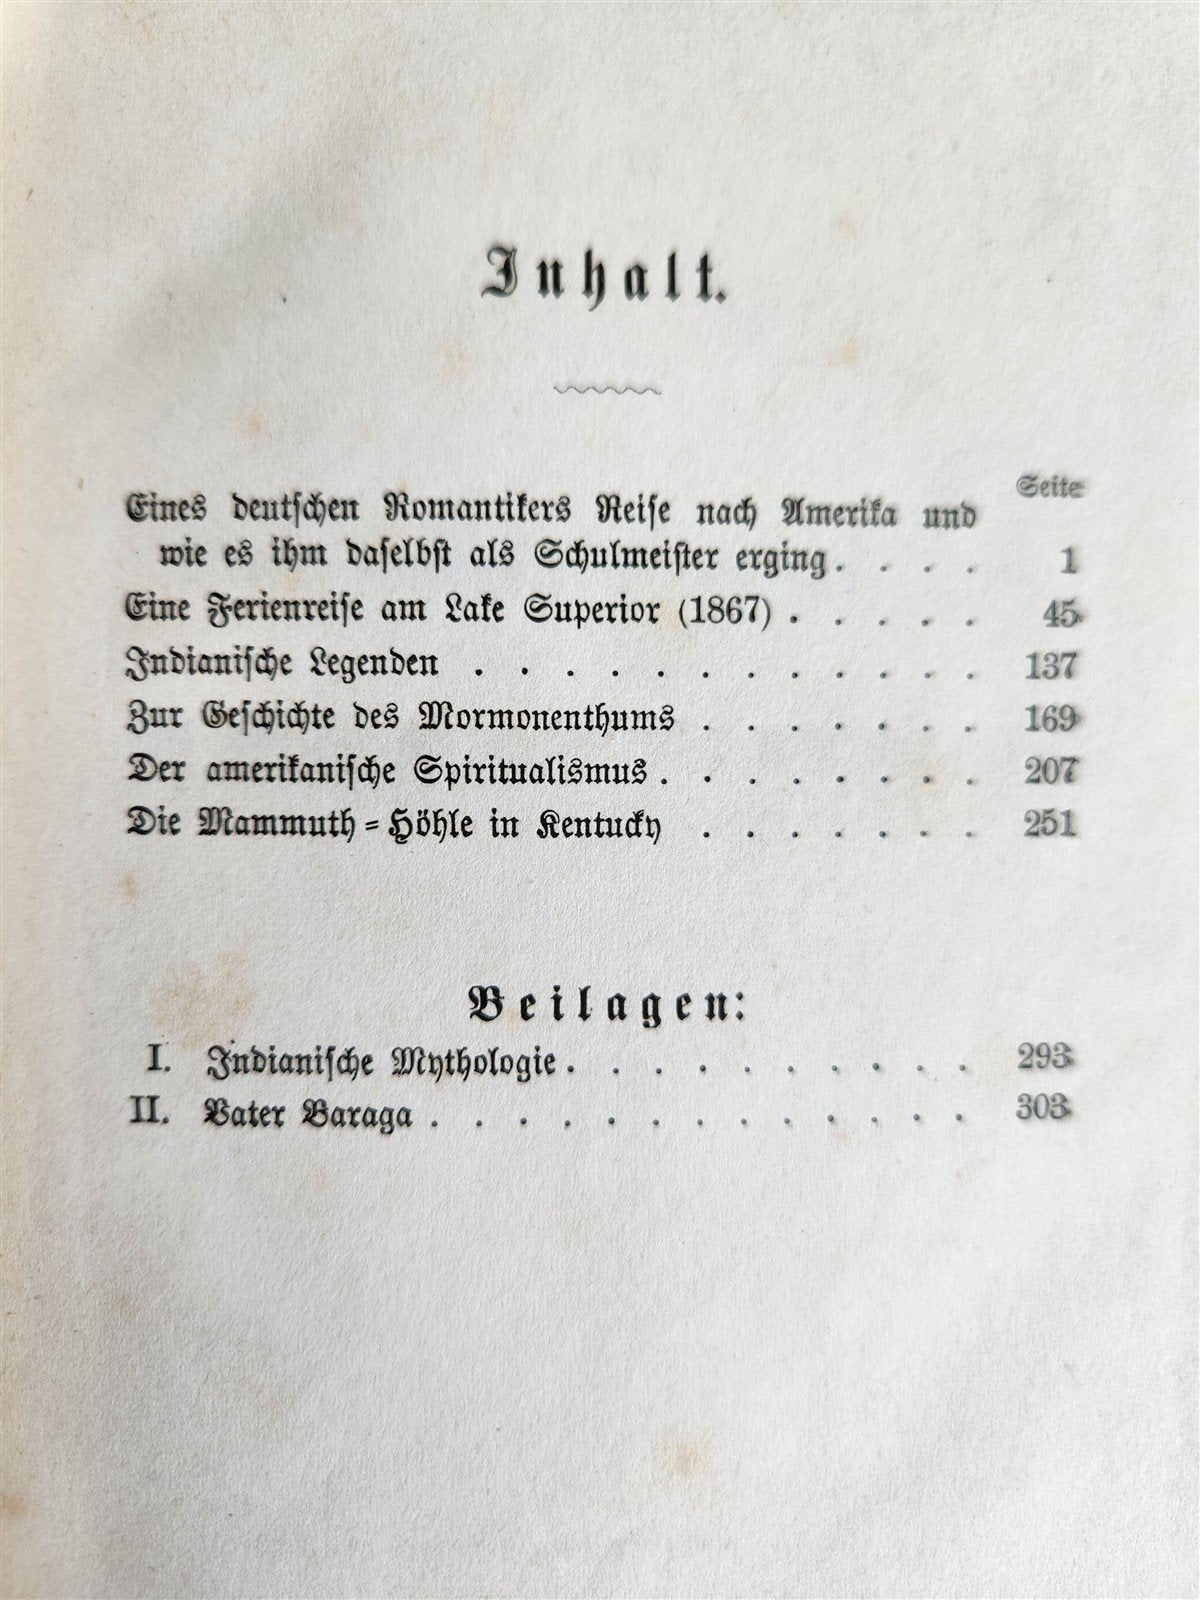 Inhalt.
Seite
Eines deutschen Romantikers Reise nach Amerika und
wie es ihm daselbst als Schulmeister erging. . . . 1
Eine Ferienreise am Lake Superior (1867) . . . . . 45
Indianische Legenden . . . . . . . . . . . . 137
Zur Geschichte des Mormonenthums . . . . . . . 169
Der amerikanische Spiritualismus . . . . . . . . 207
Die Mammuth-Höhle in Kentucky . . . . . . . 251
Beilagen:
I. Indianische Mythologie . . . . . . . . . . 293
II. Vater Baraga . . . . . . . . . . . . . 303